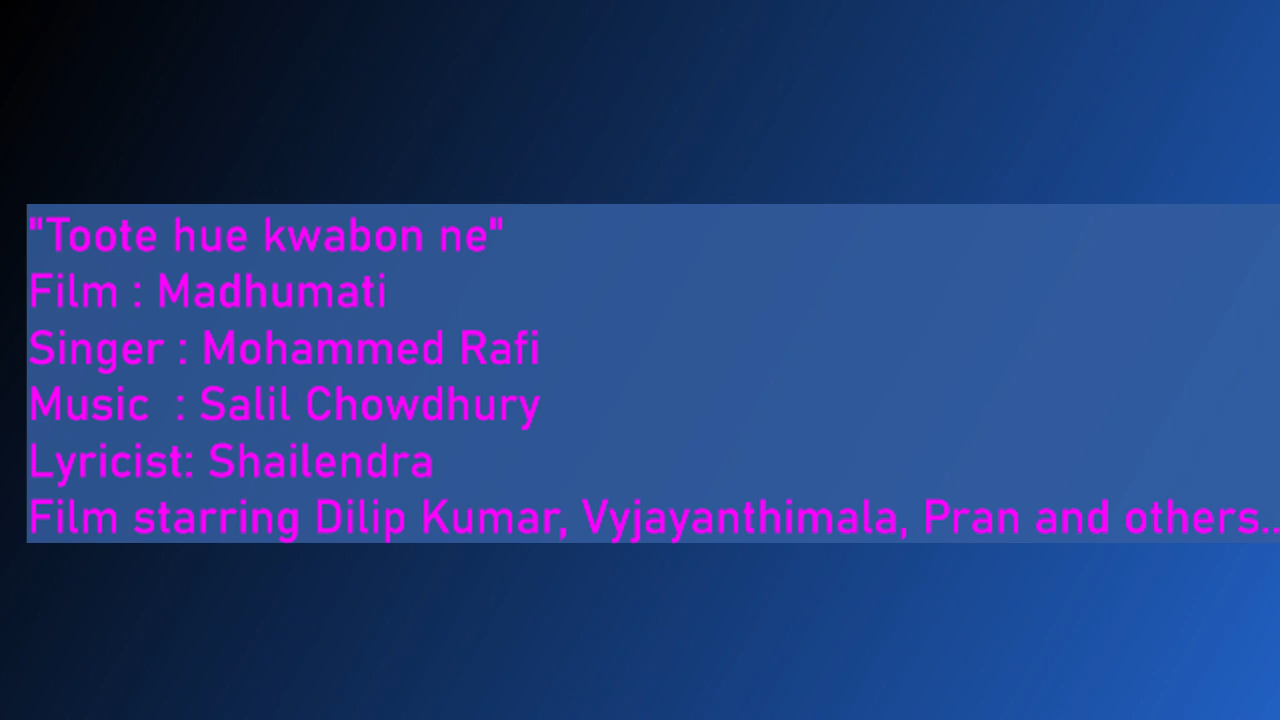 "Toote hue kwabon ne"
Film : Madhumati
Singer : Mohammed Rafi
Music  : Salil Chowdhury
Lyricist: Shailendra
Film starring Dilip Kumar, Vyjayanthimala, Pran and others..